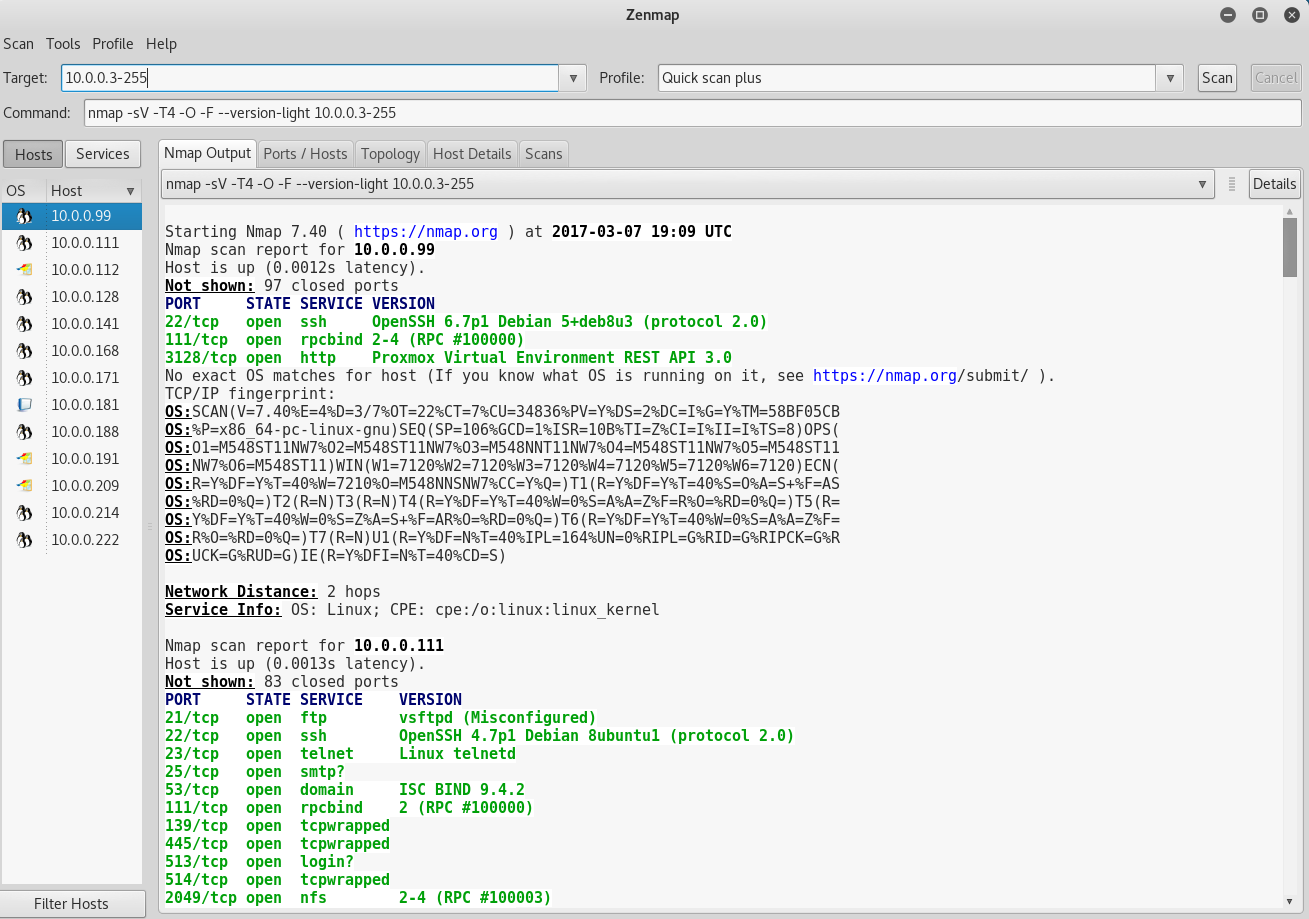 Zenmap
Scan Tools Profile Help
Target: 10.0.0.3-255 Profile: Quick scan plus Scan Cancel
Command: nmap -sV -T4 -O -F --version-light 10.0.0.3-255
Hosts Services
OS Host
10.0.0.99
10.0.0.111
10.0.0.112
10.0.0.128
10.0.0.141
10.0.0.168
10.0.0.171
10.0.0.181
10.0.0.188
10.0.0.191
10.0.0.209
10.0.0.214
10.0.0.222
Filter Hosts
Nmap Output Ports / Hosts Topology Host Details Scans
nmap -sV -T4 -O -F --version-light 10.0.0.3-255 Details
Starting Nmap 7.40 ( https://nmap.org ) at 2017-03-07 19:09 UTC
Nmap scan report for 10.0.0.99
Host is up (0.0012s latency).
Not shown: 97 closed ports
PORT STATE SERVICE VERSION
22/tcp open ssh OpenSSH 6.7p1 Debian 5+deb8u3 (protocol 2.0)
111/tcp open rpcbind 2-4 (RPC #100000)
3128/tcp open http Proxmox Virtual Environment REST API 3.0
No exact OS matches for host (If you know what OS is running on it, see https://nmap.org/submit/ ).
TCP/IP fingerprint:
OS:SCAN(V=7.40%E=4%D=3/7%OT=22%CT=7%CU=34836%PV=Y%DS=2%DC=I%G=Y%TM=58BF05CB
OS:%P=x86_64-pc-linux-gnu)SEQ(SP=106%GCD=1%ISR=10B%TI=Z%CI=I%II=I%TS=8)OPS(
OS:O1=M548ST11NW7%O2=M548ST11NW7%O3=M548NNT11NW7%O4=M548ST11NW7%O5=M548ST11
OS:NW7%O6=M548ST11)WIN(W1=7120%W2=7120%W3=7120%W4=7120%W5=7120%W6=7120)ECN(
OS:R=Y%DF=Y%T=40%W=7210%O=M548NNSNW7%CC=Y%Q=)T1(R=Y%DF=Y%T=40%S=O%A=S+%F=AS
OS:%RD=0%Q=)T2(R=N)T3(R=N)T4(R=Y%DF=Y%T=40%W=0%S=A%A=Z%F=R%O=%RD=0%Q=)T5(R=
OS:Y%DF=Y%T=40%W=0%S=Z%A=S+%F=AR%O=%RD=0%Q=)T6(R=Y%DF=Y%T=40%W=0%S=A%A=Z%F=
OS:R%O=%RD=0%Q=)T7(R=N)U1(R=Y%DF=N%T=40%IPL=164%UN=0%RIPL=G%RID=G%RIPCK=G%R
OS:UCK=G%RUD=G)IE(R=Y%DFI=N%T=40%CD=S)
Network Distance: 2 hops
Service Info: OS: Linux; CPE: cpe:/o:linux:linux_kernel
Nmap scan report for 10.0.0.111
Host is up (0.0013s latency).
Not shown: 83 closed ports
PORT STATE SERVICE VERSION
21/tcp open ftp vsftpd (Misconfigured)
22/tcp open ssh OpenSSH 4.7p1 Debian 8ubuntu1 (protocol 2.0)
23/tcp open telnet Linux telnetd
25/tcp open smtp?
53/tcp open domain ISC BIND 9.4.2
111/tcp open rpcbind 2 (RPC #100000)
139/tcp open tcpwrapped
445/tcp open tcpwrapped
513/tcp open login?
514/tcp open tcpwrapped
2049/tcp open nfs 2-4 (RPC #100003)